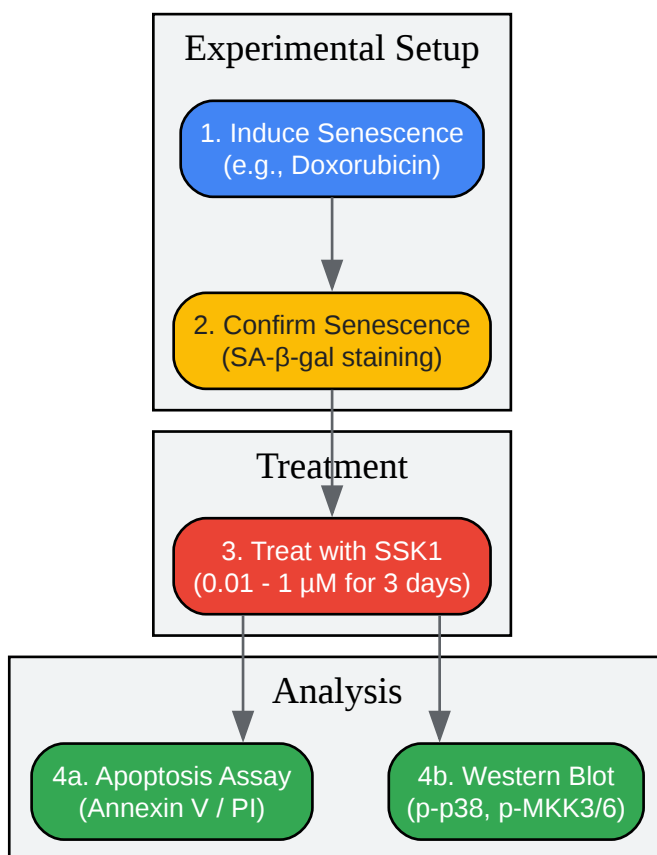 Experimental Setup
1. Induce Senescence
(e.g., Doxorubicin)
2. Confirm Senescence
(SA-β-gal staining)
Treatment
3. Treat with SSK1
(0.01 - 1 µM for 3 days)
Analysis
4a. Apoptosis Assay
(Annexin V / PI)
4b. Western Blot
(p-p38, p-MKK3/6)